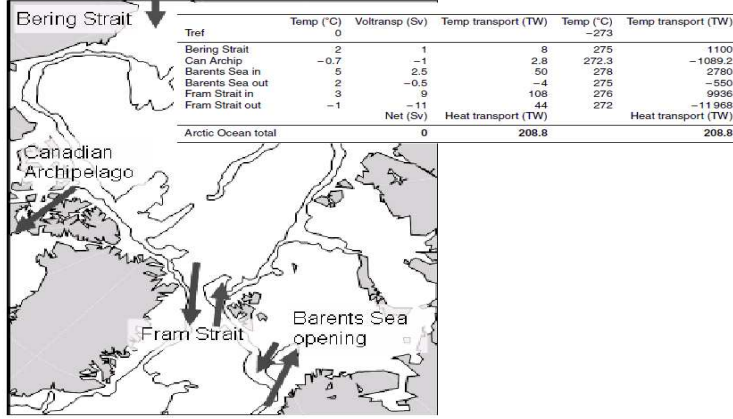 Bering Strait
Temp (°C) Voltransp (Sv) Temp transport (TW) Temp (°C) Temp transport (TW)
Tref 0 −273
Bering Strait 2 1 8 275 1100
Can Archip −0.7 −1 2.8 272.3 −1089.2
Barents Sea in 5 2.5 50 278 2780
Barents Sea out 2 −0.5 −4 275 −550
Fram Strait in 3 9 108 276 9936
Fram Strait out −1 −11 44 272 −11 968
Net (Sv) Heat transport (TW) Heat transport (TW)
Arctic Ocean total 0 208.8 208.8
Canadian
Archipelago
Fram Strait
Barents Sea
opening